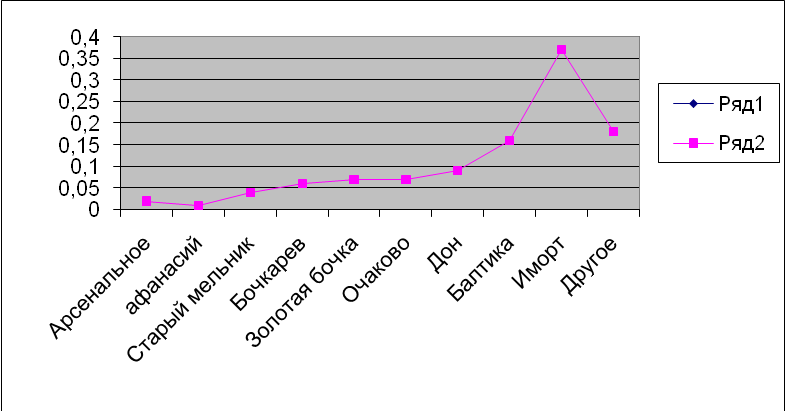 0,4
0,35
0,3
0,25
0,2
0,15
0,1
0,05
0
Арсенальное
афанасий
Старый мельник
Бочкарев
Золотая бочка
Очаково
Дон
Балтика
Иморт
Другое
Ряд1
Ряд2